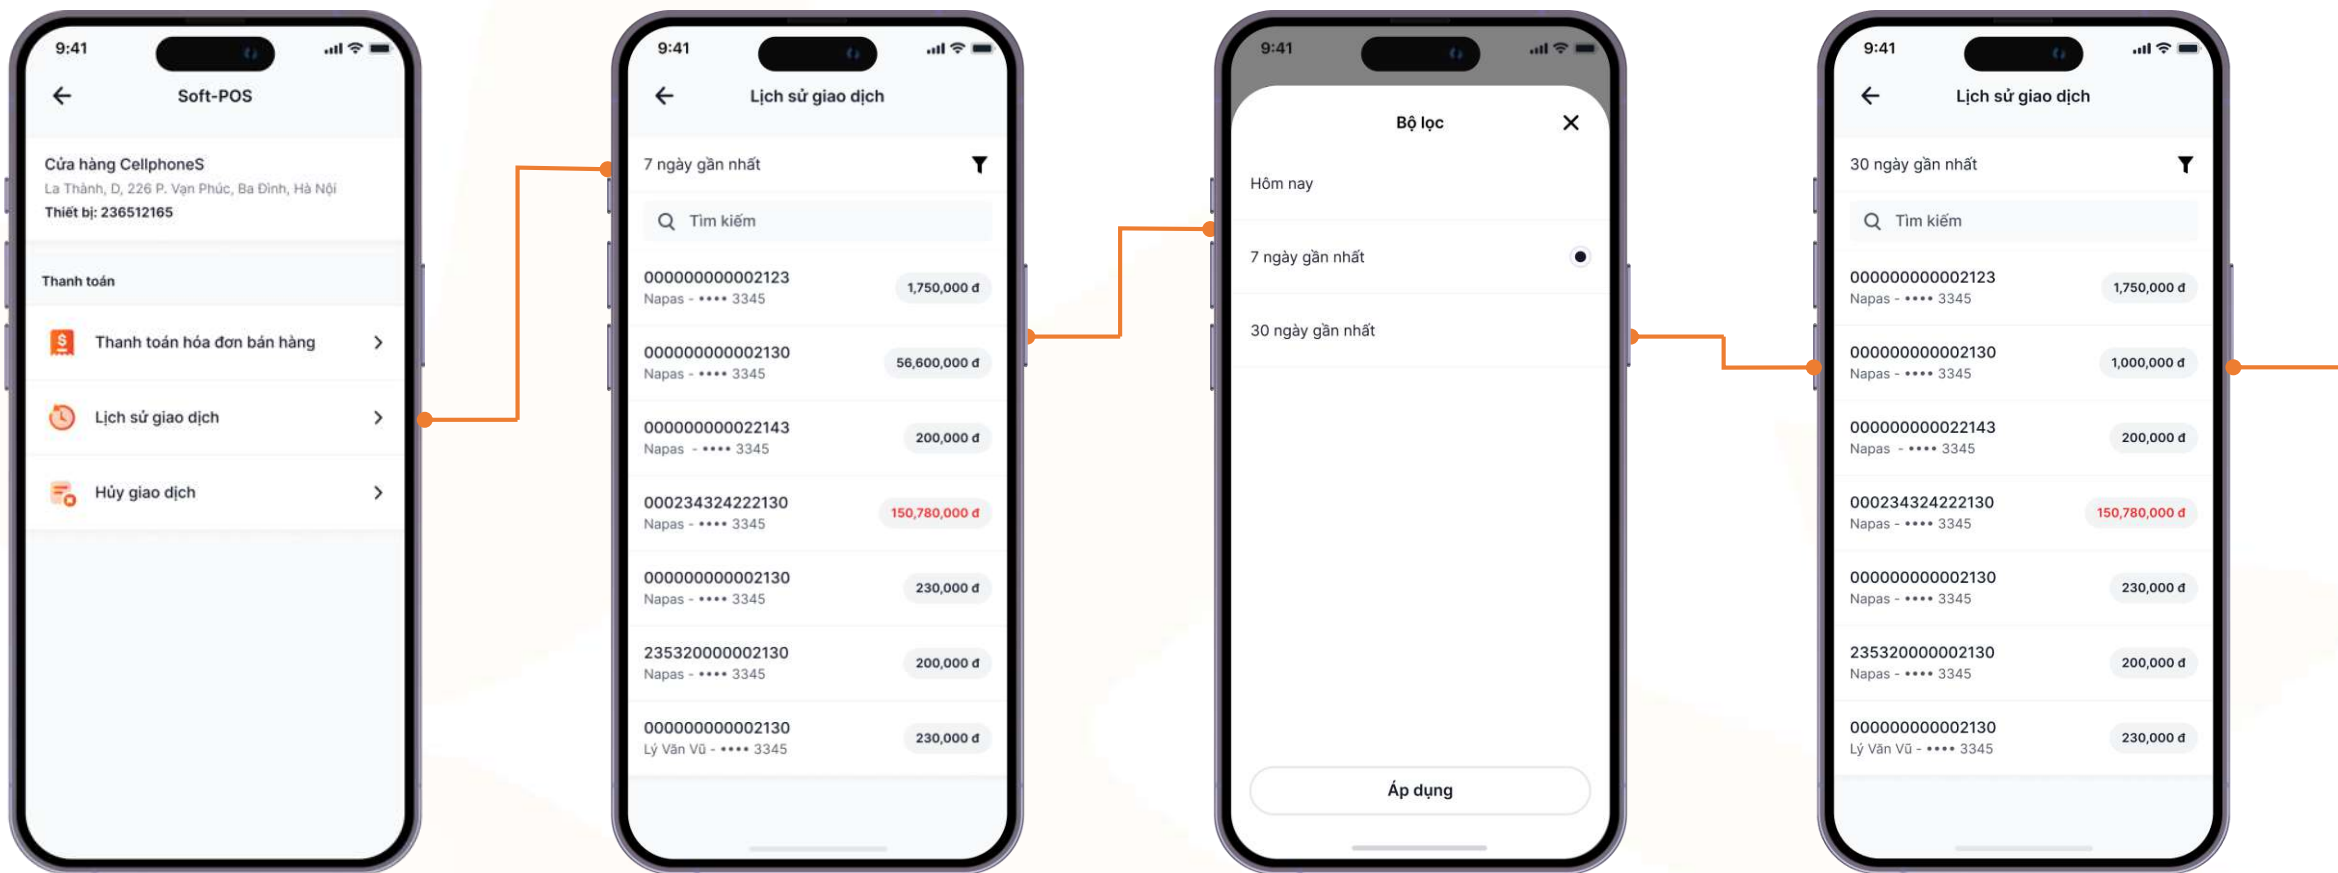 9:41
Soft-POS
Cửa hàng CellphoneS
La Thành, D, 226 P. Vạn Phúc, Ba Đình, Hà Nội
Thiết bị: 236512165
Thanh toán
Thanh toán hóa đơn bán hàng
Lịch sử giao dịch
Hủy giao dịch
9:41
Lịch sử giao dịch
7 ngày gần nhất
Tìm kiếm
000000000002123
1,750,000 đ
Napas - •••• 3345
000000000002130
56,600,000 đ
Napas - •••• 3345
000000000022143
200,000 đ
Napas - •••• 3345
000234324222130
150,780,000 đ
Napas - •••• 3345
000000000002130
230,000 đ
Napas - •••• 3345
235320000002130
200,000 đ
Napas - •••• 3345
000000000002130
230,000 đ
Lý Văn Vũ - •••• 3345
9:41
Bộ lọc
Hôm nay
7 ngày gần nhất
30 ngày gần nhất
Áp dụng
9:41
Lịch sử giao dịch
30 ngày gần nhất
Tìm kiếm
000000000002123
1,750,000 đ
Napas - •••• 3345
000000000002130
1,000,000 đ
Napas - •••• 3345
000000000022143
200,000 đ
Napas - •••• 3345
000234324222130
150,780,000 đ
Napas - •••• 3345
000000000002130
230,000 đ
Napas - •••• 3345
235320000002130
200,000 đ
Napas - •••• 3345
000000000002130
230,000 đ
Lý Văn Vũ - •••• 3345